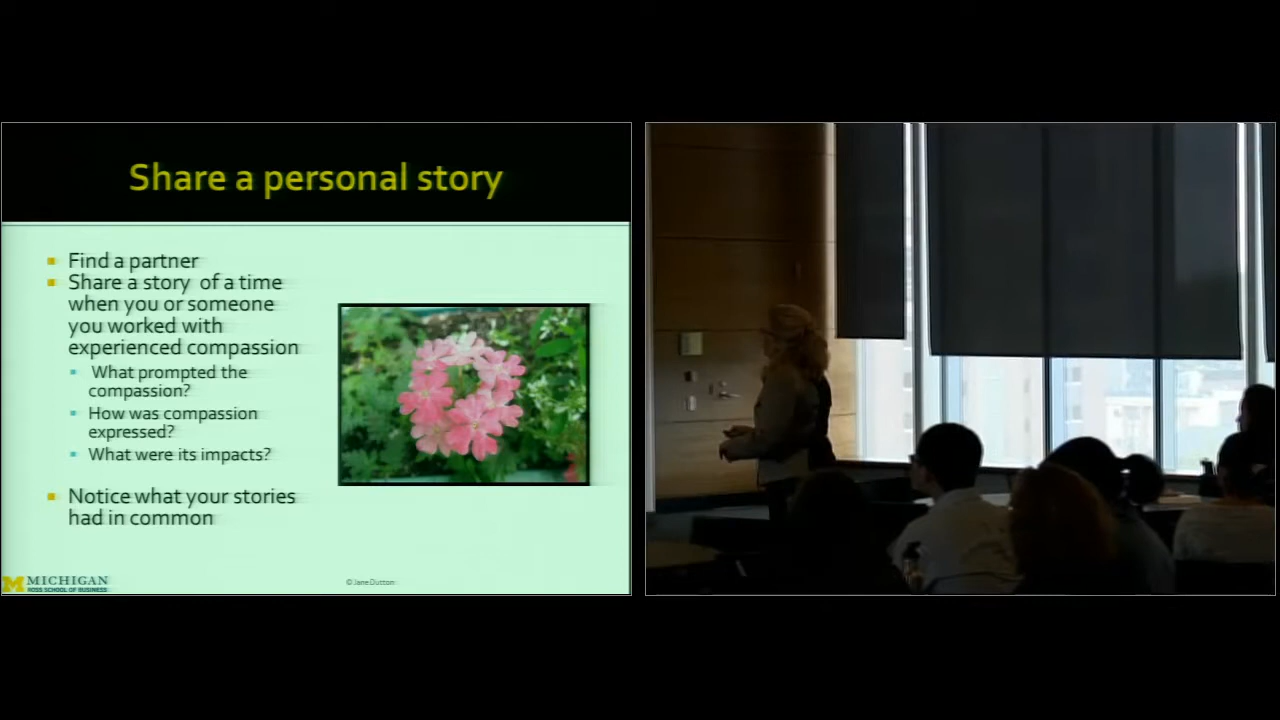 Share a personal story
Find a partner
Share a story of a time
when you or someone
you worked with
experienced compassion
What prompted the
compassion?
How was compassion
expressed?
What were its impacts?
Notice what your stories
had in common
M MICHIGAN
ROSS SCHOOL OF BUSINESS
© Jane Dutton